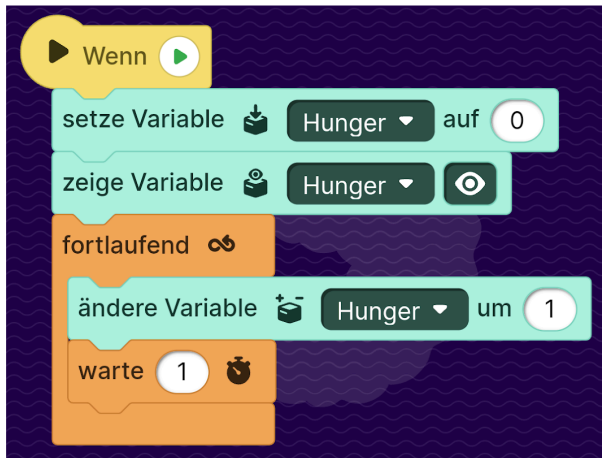 Wenn
setze Variable Hunger auf 0
zeige Variable Hunger
fortlaufend
ändere Variable Hunger um 1
warte 1